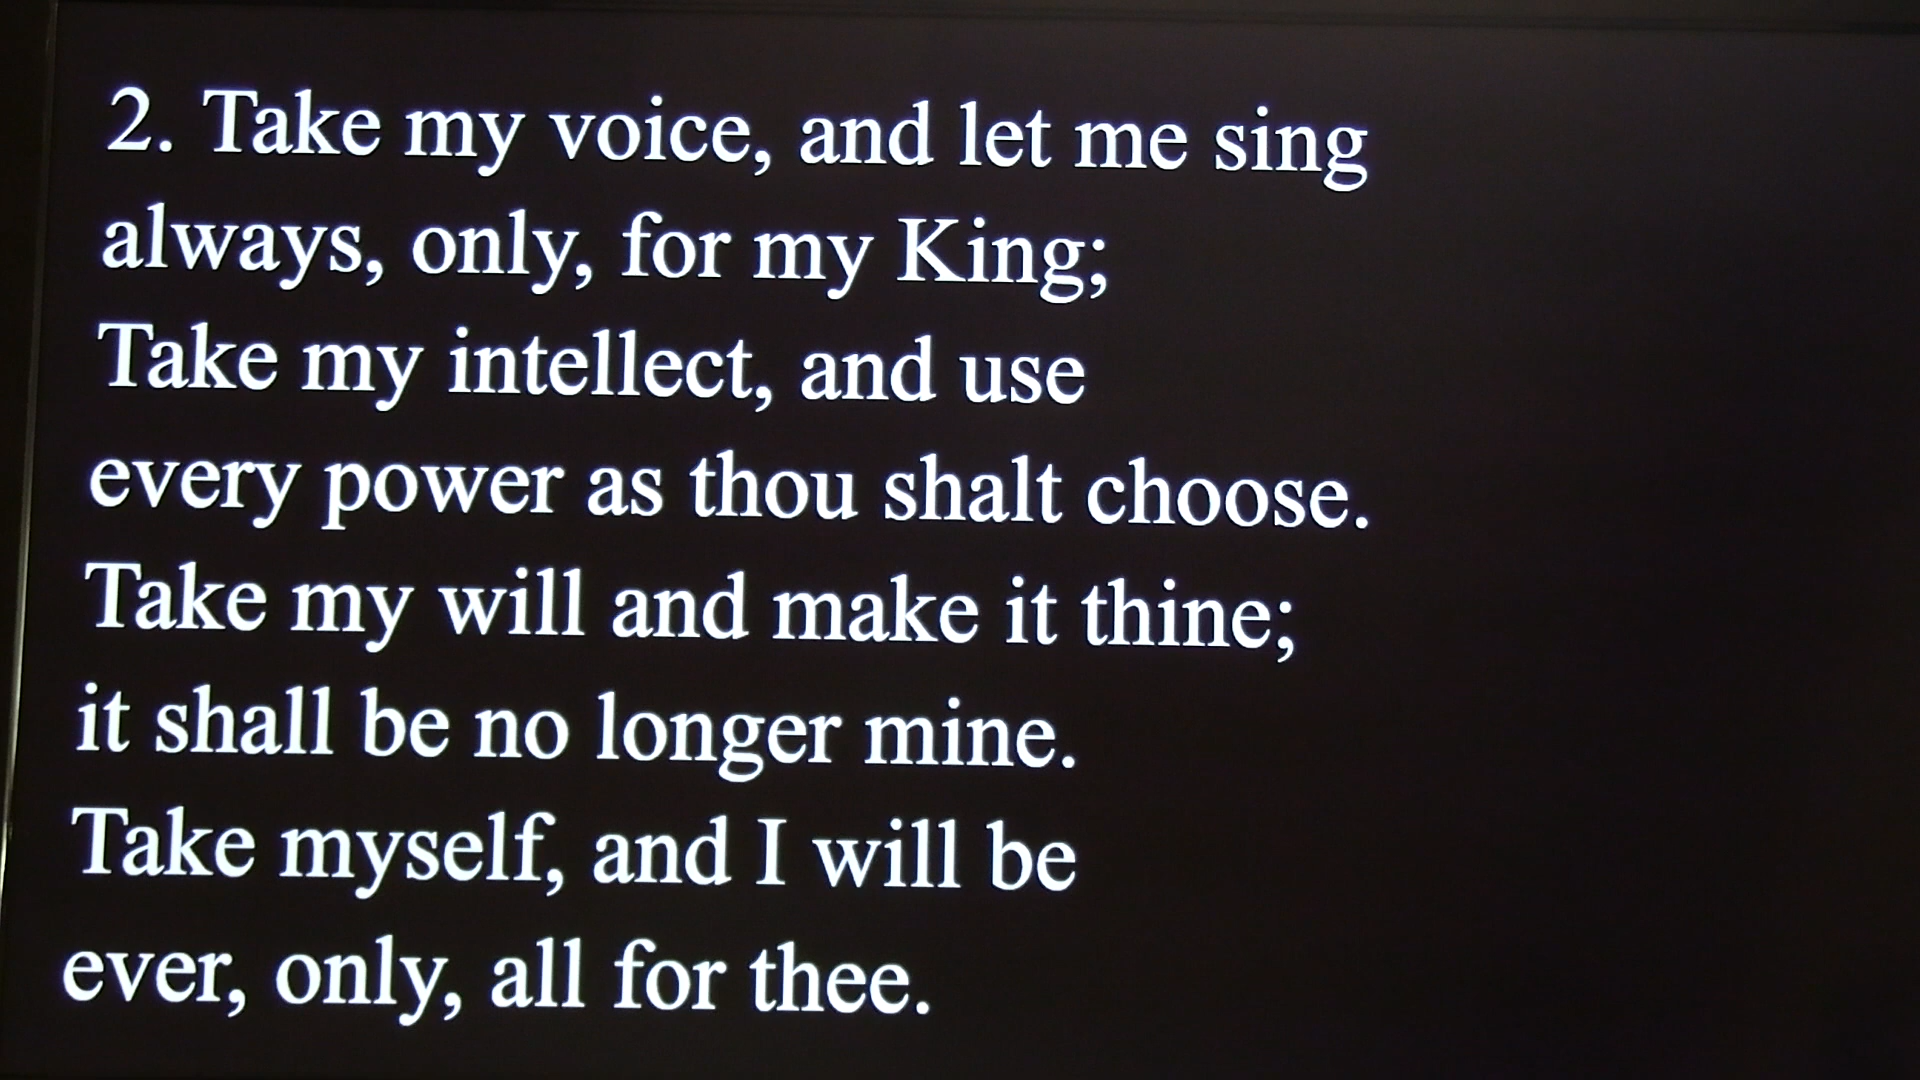 2. Take my voice, and let me sing
always, only, for my King;
Take my intellect, and use
every power as thou shalt choose.
Take my will and make it thine;
it shall be no longer mine.
Take myself, and I will be
ever, only, all for thee.